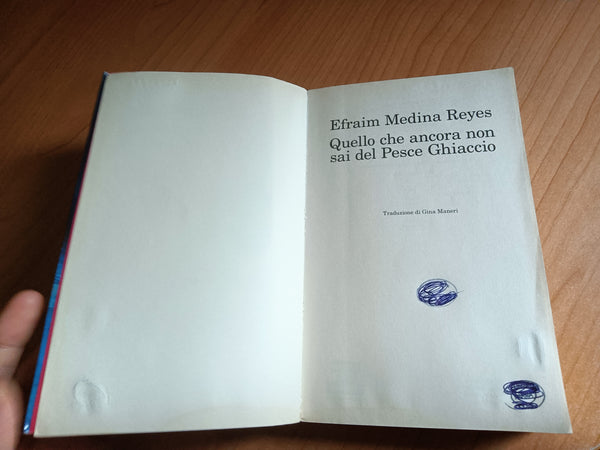 Efraim Medina Reyes
Quello che ancora non
sai del Pesce Ghiaccio
Traduzione di Gina Maneri